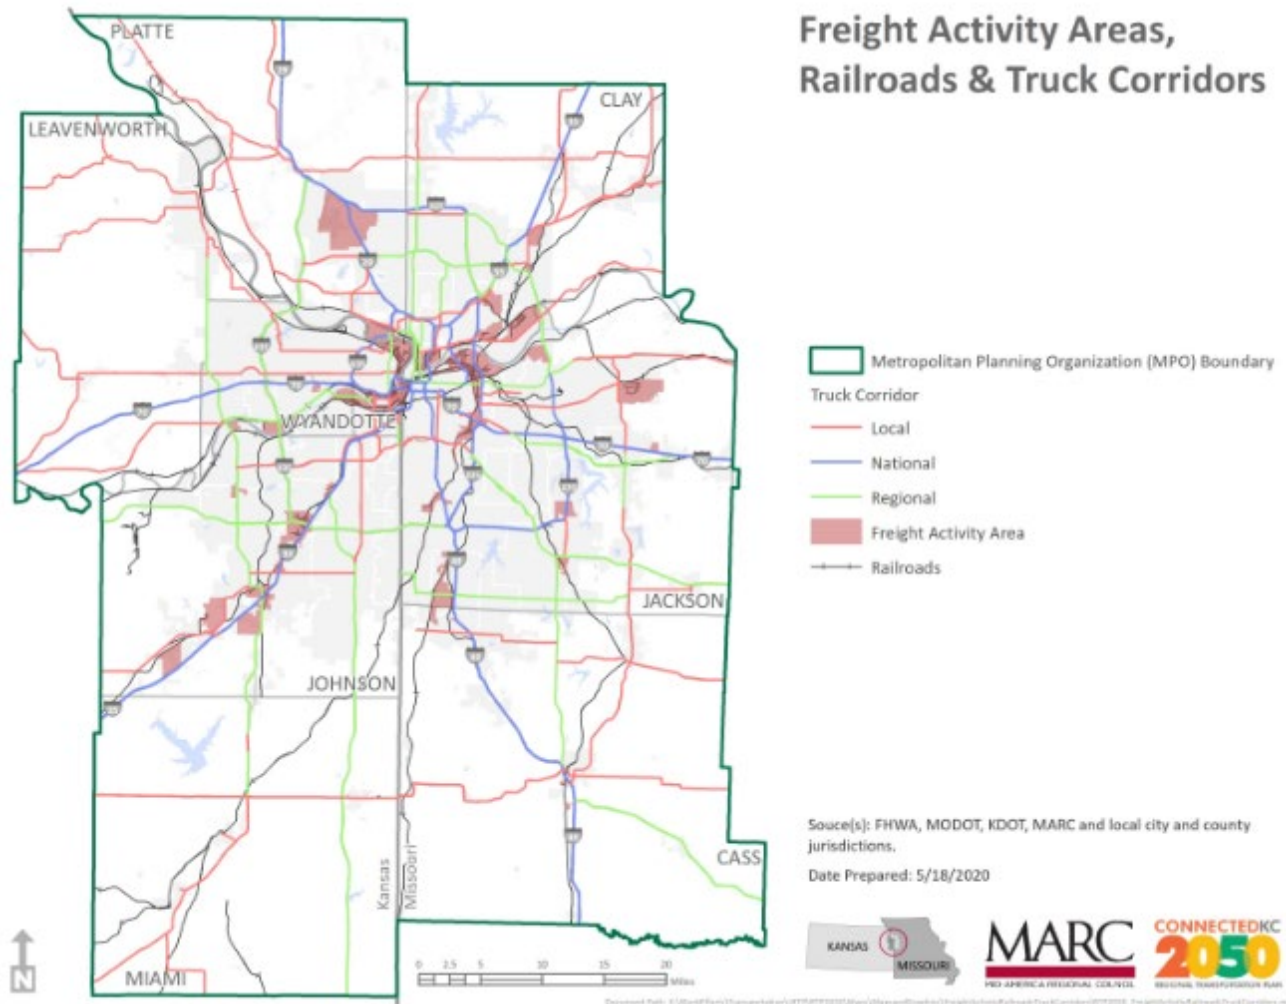 Freight Activity Areas,
Railroads & Truck Corridors
PLATTE
CLAY
LEAVENWORTH
WYANDOTTE
JACKSON
JOHNSON
CASS
MIAMI
Kansas
Missouri
Metropolitan Planning Organization (MPO) Boundary
Truck Corridor
Local
National
Regional
Freight Activity Area
Railroads
Souce(s): FHWA, MODOT, KDOT, MARC and local city and county
jurisdictions.
Date Prepared: 5/18/2020
KANSAS
MISSOURI
MARC
MID-AMERICA REGIONAL COUNCIL
CONNECTEDKC
2050
REGIONAL TRANSPORTATION PLAN
N
0 2.5 5 10 15 20
Miles